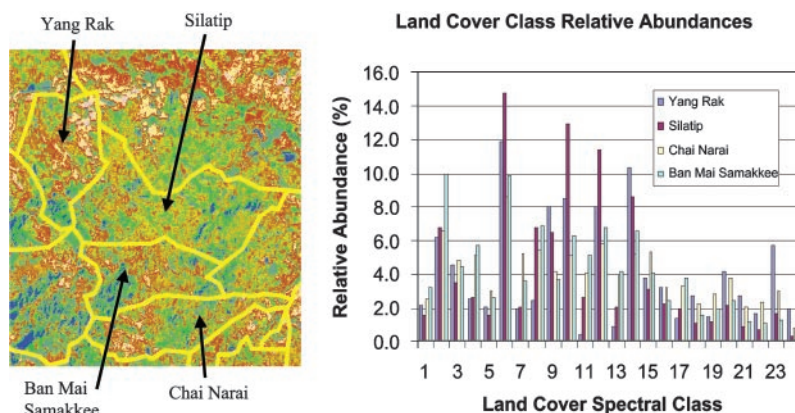 Yang Rak
Silatip
Ban Mai
Samakkee
Chai Narai
Land Cover Class Relative Abundances
Relative Abundance (%)
16.0
14.0
12.0
10.0
8.0
6.0
4.0
2.0
0.0
Yang Rak
Silatip
Chai Narai
Ban Mai Samakkee
1 3 5 7 9 11 13 15 17 19 21 23
Land Cover Spectral Class